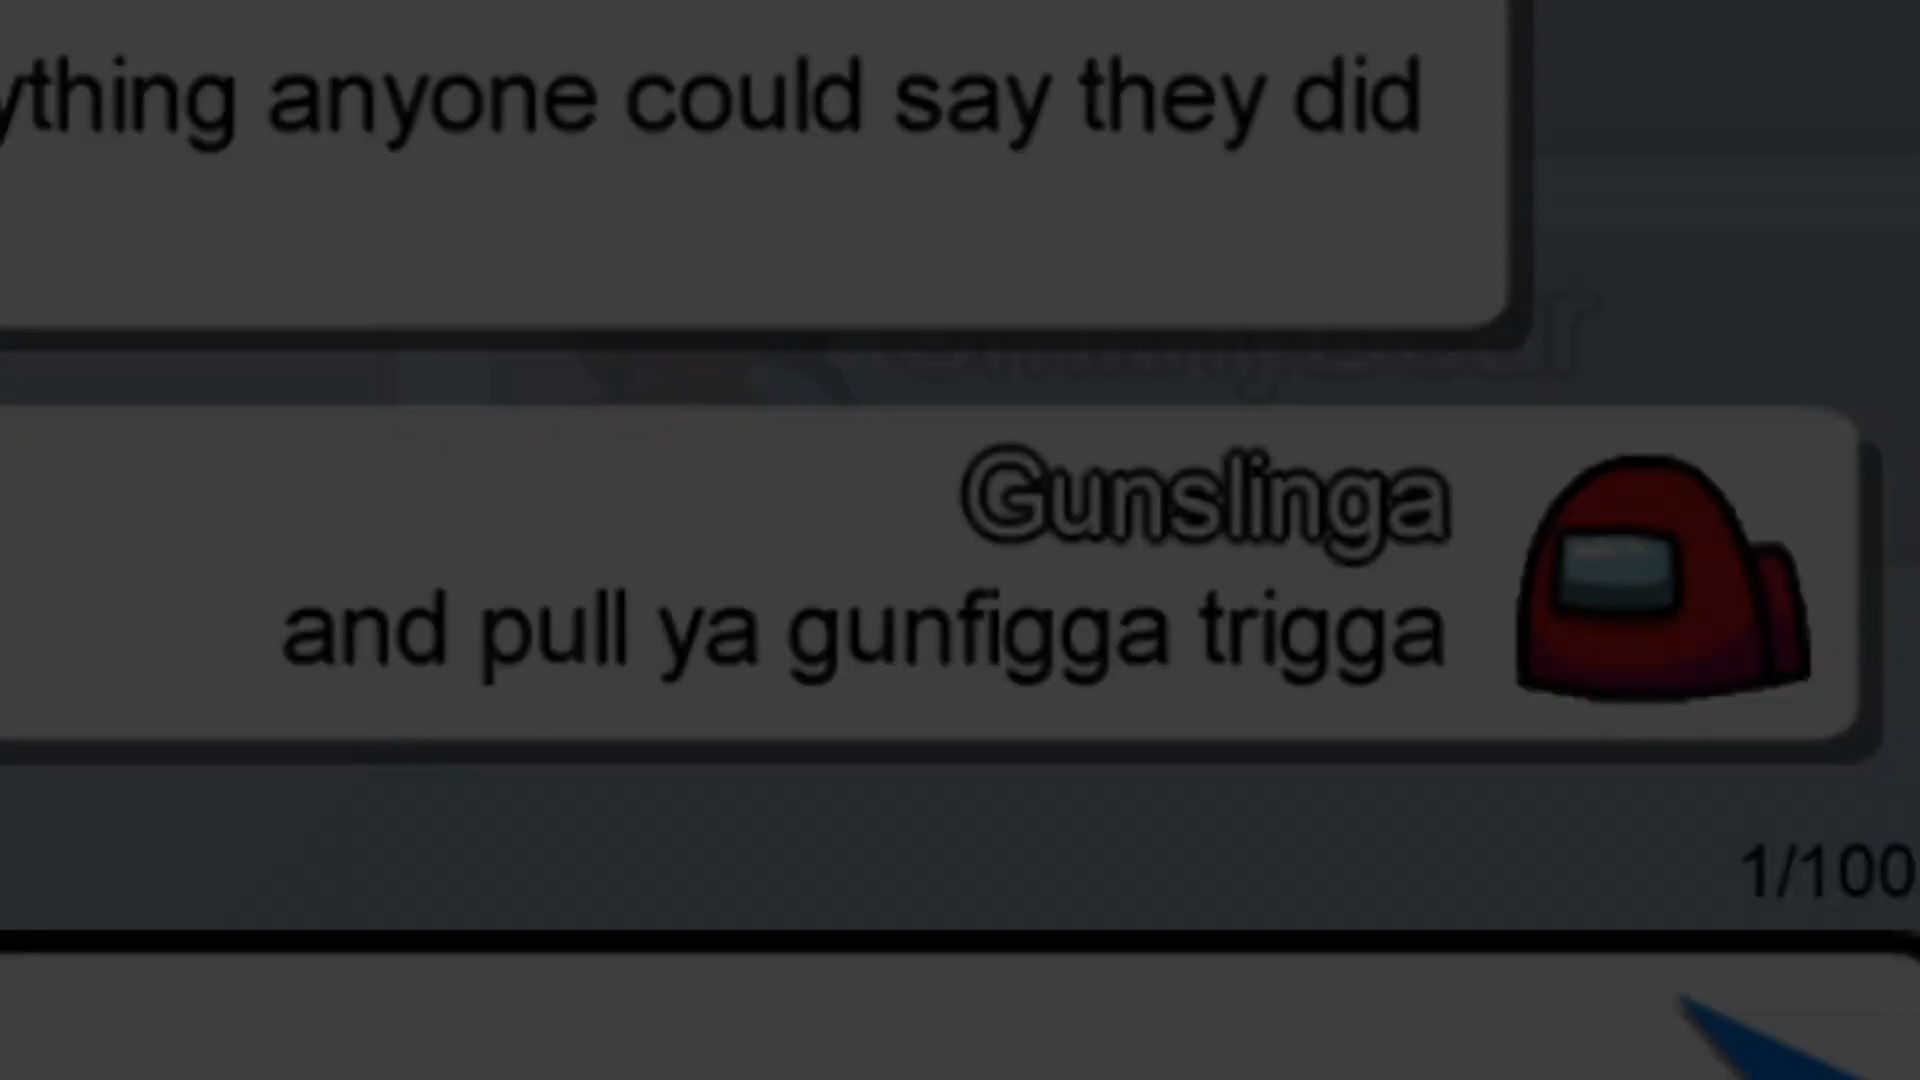 ything anyone could say they did
Gunslinga
and pull ya gunfigga trigga
1/100